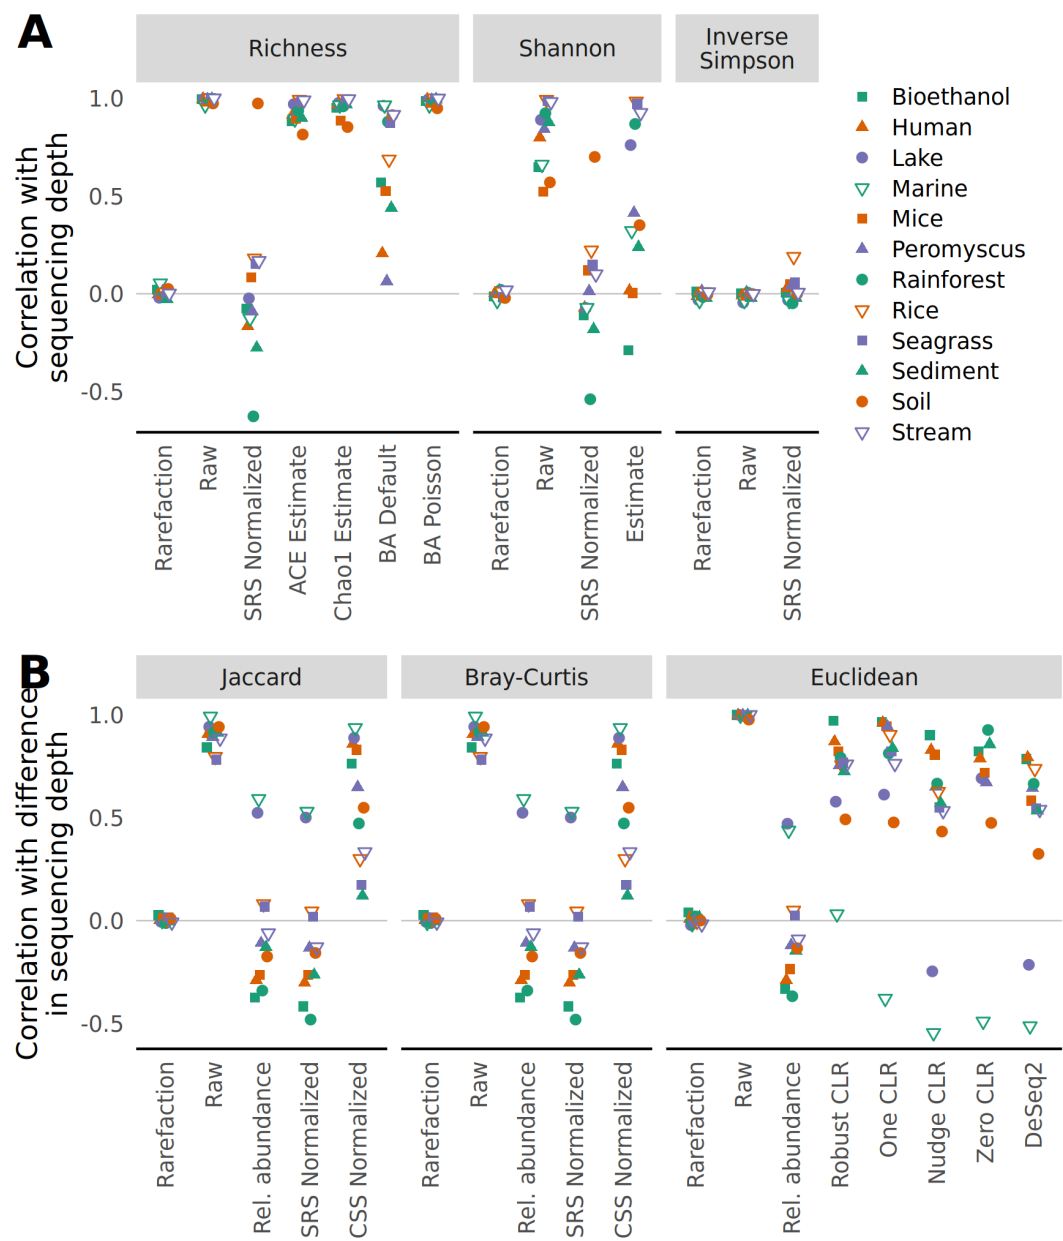 A
Richness
Shannon
Inverse
Simpson
Correlation with
sequencing depth
1.0
0.5
0.0
-0.5
Rarefaction
Raw
SRS Normalized
ACE Estimate
Chao1 Estimate
BA Default
BA Poisson
Rarefaction
Raw
SRS Normalized
Estimate
Rarefaction
Raw
SRS Normalized
Bioethanol
Human
Lake
Marine
Mice
Peromyscus
Rainforest
Rice
Seagrass
Sediment
Soil
Stream
B
Jaccard
Bray-Curtis
Euclidean
Correlation with difference
in sequencing depth
1.0
0.5
0.0
-0.5
Rarefaction
Raw
Rel. abundance
SRS Normalized
CSS Normalized
Rarefaction
Raw
Rel. abundance
SRS Normalized
CSS Normalized
Rarefaction
Raw
Rel. abundance
Robust CLR
One CLR
Nudge CLR
Zero CLR
DeSeq2